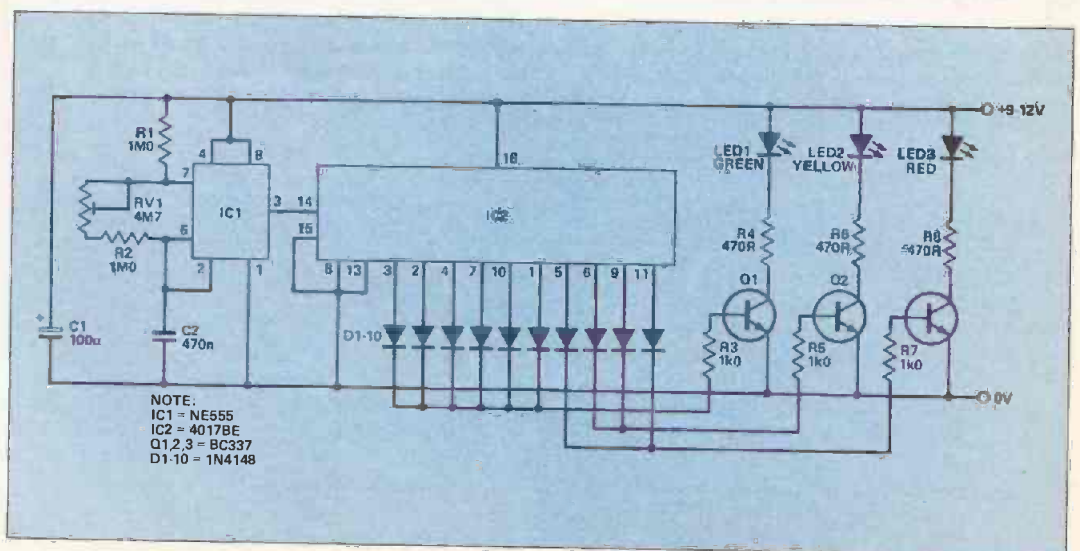 +9-12V
R1
1M0
4
8
7
RV1
4M7
IC1
3
14
16
15
IC2
6
R2
1M0
2
1
8
13
3
2
4
7
10
1
5
6
9
11
LED1
GREEN
LED2
YELLOW
LED3
RED
R4
470R
R6
470R
R8
470R
Q1
Q2
C1
100u
+
C2
470n
D1-10
R3
1k0
R5
1k0
R7
1k0
0V
NOTE:
IC1 = NE555
IC2 = 4017BE
Q1,2,3 = BC337
D1-10 = 1N4148